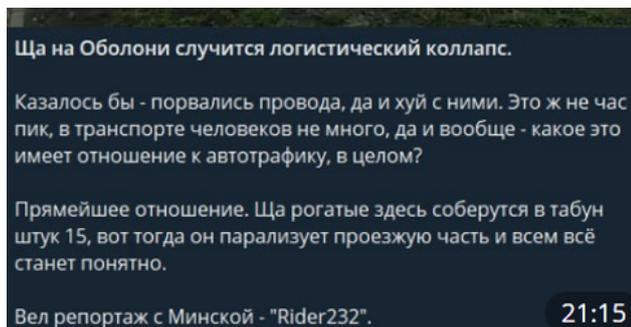 Ща на Оболони случится логистический коллапс.
Казалось бы - порвались провода, да и хуй с ними. Это ж не час
пик, в транспорте человеков не много, да и вообще - какое это
имеет отношение к автотрафику, в целом?
Прямейшее отношение. Ща рогатые здесь соберутся в табун
штук 15, вот тогда он парализует проезжую часть и всем всё
станет понятно.
Вел репортаж с Минской - "Rider232".
21:15